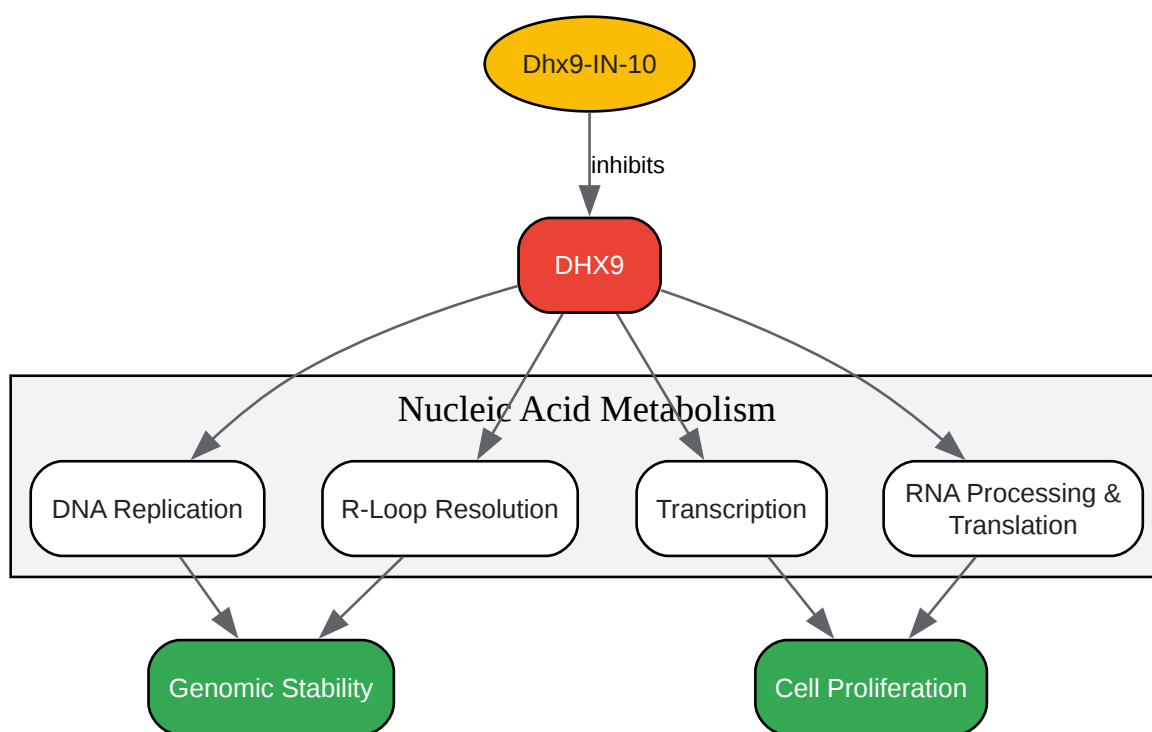 Dhx9-IN-10
inhibits
DHX9
Nucleic Acid Metabolism
DNA Replication
R-Loop Resolution
Transcription
RNA Processing &
Translation
Genomic Stability
Cell Proliferation